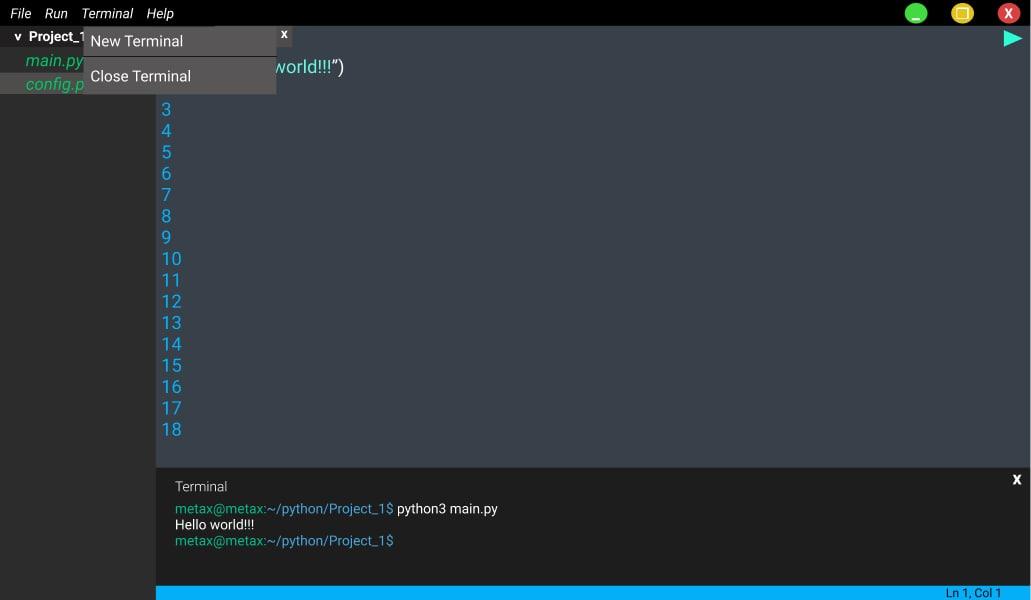 File Run Terminal Help
X
v Project_1
x
New Terminal
main.py
world!!!”)
Close Terminal
config.p
3
4
5
6
7
8
9
10
11
12
13
14
15
16
17
18
Terminal
X
metax@metax:~/python/Project_1$ python3 main.py
Hello world!!!
metax@metax:~/python/Project_1$
Ln 1, Col 1